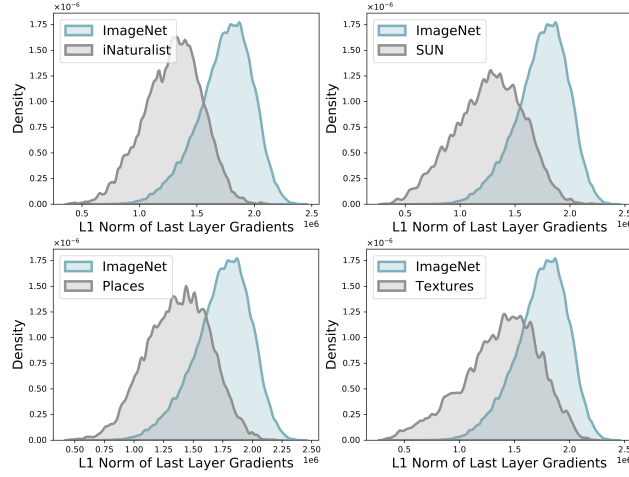 ×10⁻⁶
ImageNet
iNaturalist
Density
1.75
1.50
1.25
1.00
0.75
0.50
0.25
0.00
0.5 1.0 1.5 2.0 2.5
1e6
L1 Norm of Last Layer Gradients
×10⁻⁶
ImageNet
SUN
Density
1.75
1.50
1.25
1.00
0.75
0.50
0.25
0.00
0.5 1.0 1.5 2.0 2.5
1e6
L1 Norm of Last Layer Gradients
×10⁻⁶
ImageNet
Places
Density
1.75
1.50
1.25
1.00
0.75
0.50
0.25
0.00
0.50 0.75 1.00 1.25 1.50 1.75 2.00 2.25 2.50
1e6
L1 Norm of Last Layer Gradients
×10⁻⁶
ImageNet
Textures
Density
1.75
1.50
1.25
1.00
0.75
0.50
0.25
0.00
0.5 1.0 1.5 2.0 2.5
1e6
L1 Norm of Last Layer Gradients